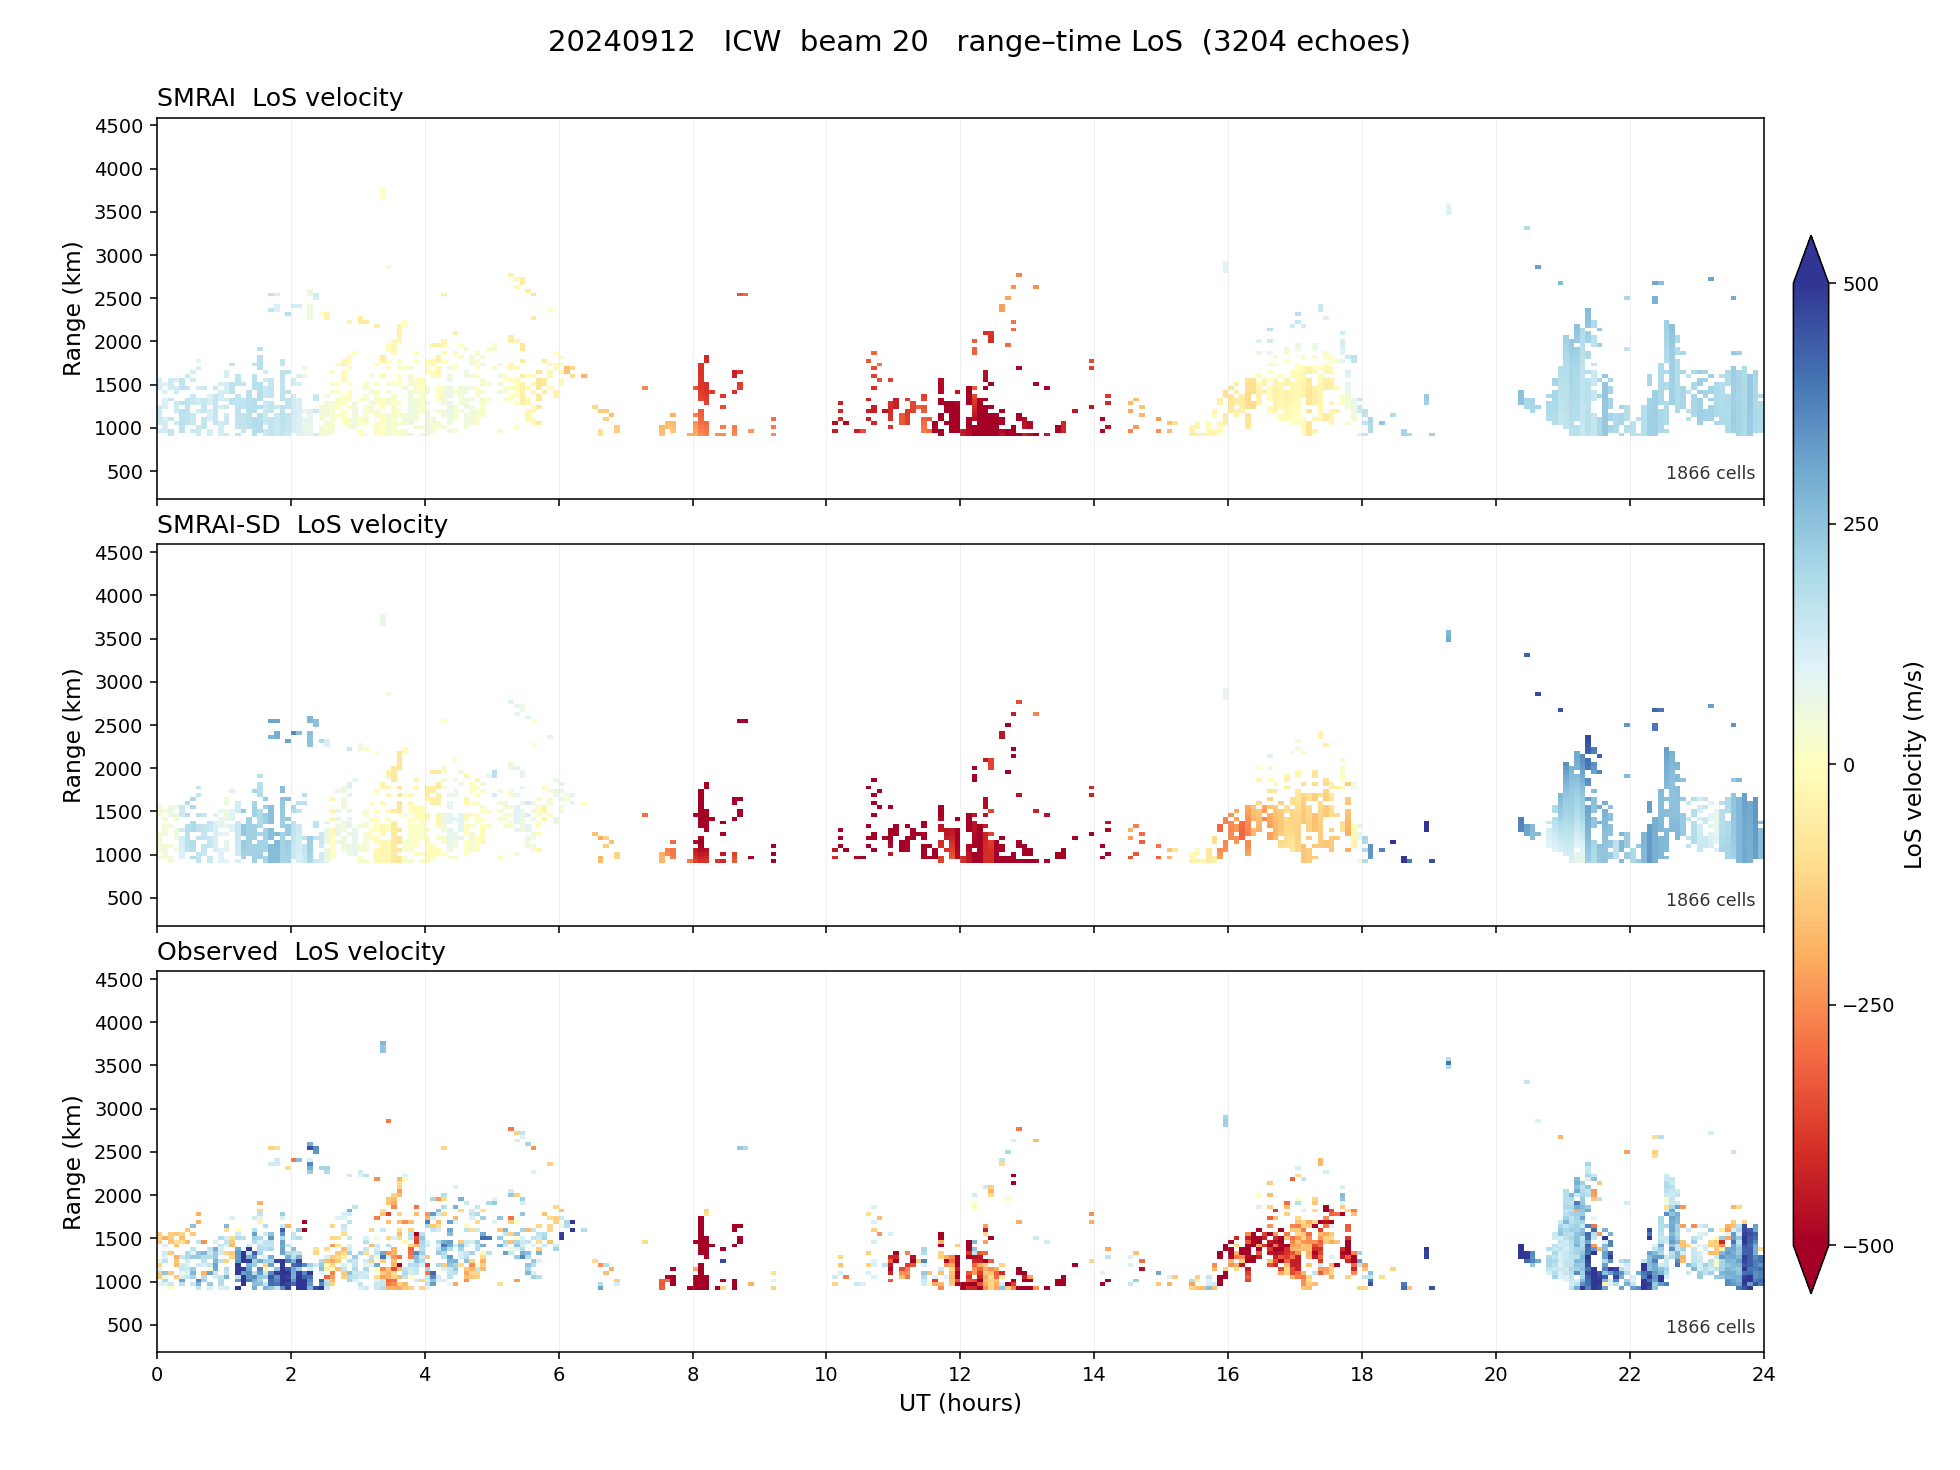 20240912   ICW  beam 20   range–time LoS  (3204 echoes)
SMRAI  LoS velocity
4500
4000
3500
3000
2500
2000
1500
1000
500
Range (km)
1866 cells
SMRAI-SD  LoS velocity
4500
4000
3500
3000
2500
2000
1500
1000
500
Range (km)
1866 cells
Observed  LoS velocity
4500
4000
3500
3000
2500
2000
1500
1000
500
Range (km)
1866 cells
0 2 4 6 8 10 12 14 16 18 20 22 24
UT (hours)
500
250
0
−250
−500
LoS velocity (m/s)